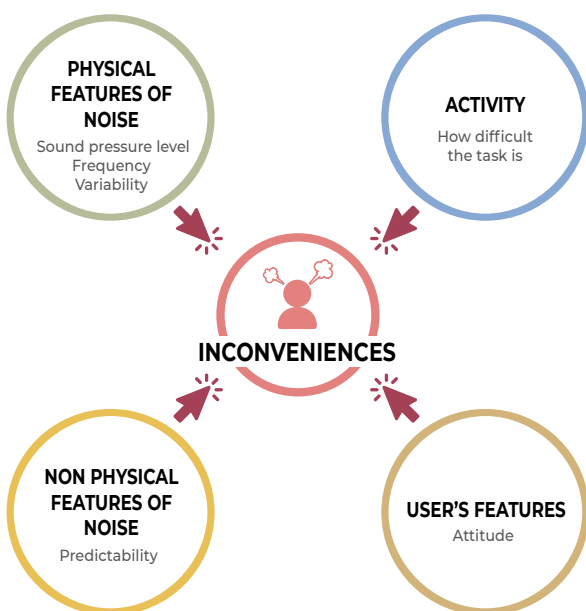 PHYSICAL
FEATURES OF
NOISE
Sound pressure level
Frequency
Variability
ACTIVITY
How difficult
the task is
INCONVENIENCES
NON PHYSICAL
FEATURES OF
NOISE
Predictability
USER'S FEATURES
Attitude